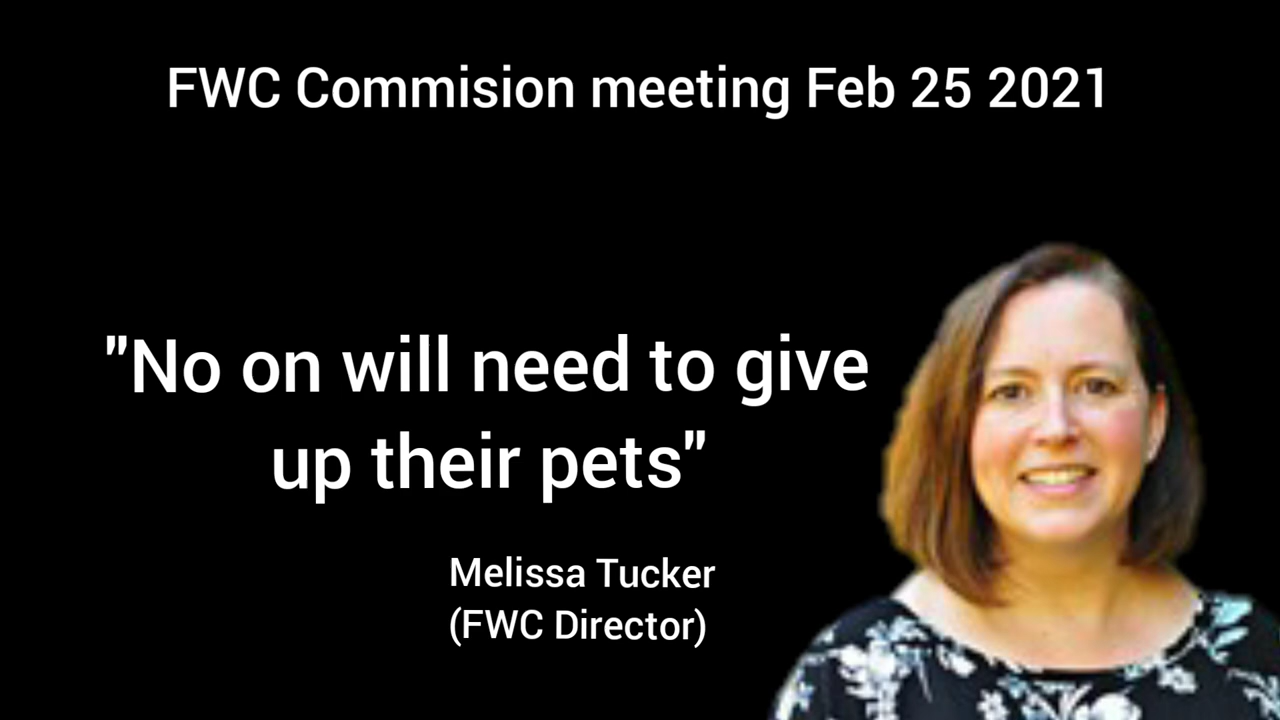 FWC Commision meeting Feb 25 2021
"No on will need to give
up their pets"
Melissa Tucker
(FWC Director)